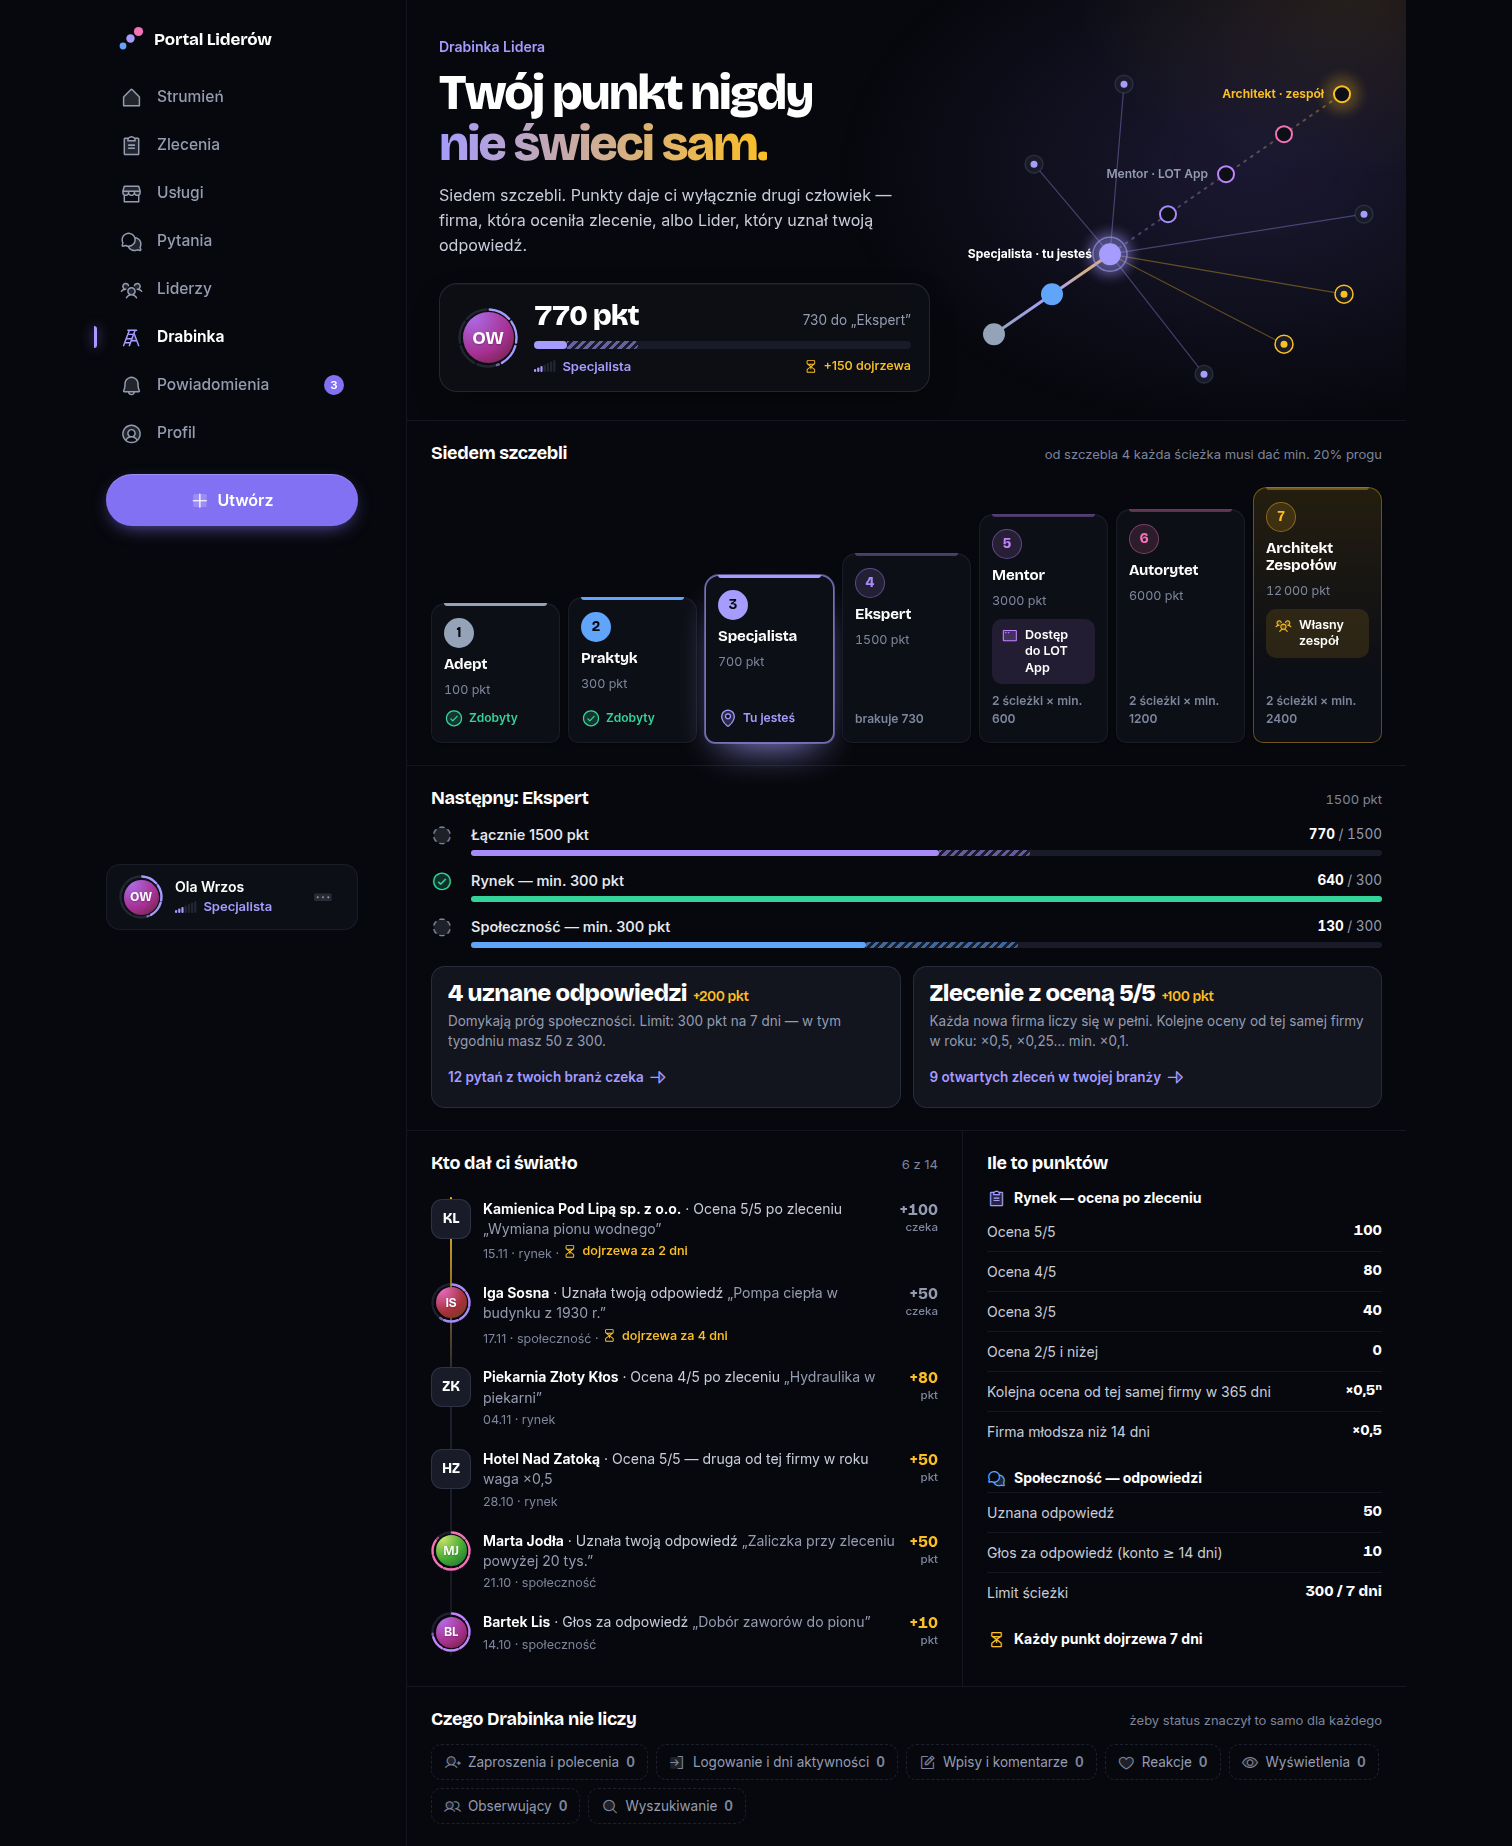 Portal Liderów
Strumień
Zlecenia
Usługi
Pytania
Liderzy
Drabinka
Powiadomienia 3
Profil
Utwórz
OW
Ola Wrzos
Specjalista
Drabinka Lidera
Twój punkt nigdy
nie świeci sam.
Siedem szczebli. Punkty daje ci wyłącznie drugi człowiek —
firma, która oceniła zlecenie, albo Lider, który uznał twoją
odpowiedź.
OW
770 pkt
730 do „Ekspert”
Specjalista
+150 dojrzewa
Architekt · zespół
Mentor · LOT App
Specjalista · tu jesteś
Siedem szczebli
od szczebla 4 każda ścieżka musi dać min. 20% progu
1
Adept
100 pkt
Zdobyty
2
Praktyk
300 pkt
Zdobyty
3
Specjalista
700 pkt
Tu jesteś
4
Ekspert
1500 pkt
brakuje 730
5
Mentor
3000 pkt
Dostęp
do LOT
App
2 ścieżki × min.
600
6
Autorytet
6000 pkt
2 ścieżki × min.
1200
7
Architekt
Zespołów
12 000 pkt
Własny
zespół
2 ścieżki × min.
2400
Następny: Ekspert
1500 pkt
Łącznie 1500 pkt
770 / 1500
Rynek — min. 300 pkt
640 / 300
Społeczność — min. 300 pkt
130 / 300
4 uznane odpowiedzi +200 pkt
Domykają próg społeczności. Limit: 300 pkt na 7 dni — w tym
tygodniu masz 50 z 300.
12 pytań z twoich branż czeka
Zlecenie z oceną 5/5 +100 pkt
Każda nowa firma liczy się w pełni. Kolejne oceny od tej samej firmy
w roku: ×0,5, ×0,25… min. ×0,1.
9 otwartych zleceń w twojej branży
Kto dał ci światło
6 z 14
KL
Kamienica Pod Lipą sp. z o.o. · Ocena 5/5 po zleceniu
„Wymiana pionu wodnego”
15.11 · rynek · dojrzewa za 2 dni
+100
czeka
IS
Iga Sosna · Uznała twoją odpowiedź „Pompa ciepła w
budynku z 1930 r.”
17.11 · społeczność · dojrzewa za 4 dni
+50
czeka
ZK
Piekarnia Złoty Kłos · Ocena 4/5 po zleceniu „Hydraulika w
piekarni”
04.11 · rynek
+80
pkt
HZ
Hotel Nad Zatoką · Ocena 5/5 — druga od tej firmy w roku
waga ×0,5
28.10 · rynek
+50
pkt
MJ
Marta Jodła · Uznała twoją odpowiedź „Zaliczka przy zleceniu
powyżej 20 tys.”
21.10 · społeczność
+50
pkt
BL
Bartek Lis · Głos za odpowiedź „Dobór zaworów do pionu”
14.10 · społeczność
+10
pkt
Ile to punktów
Rynek — ocena po zleceniu
Ocena 5/5 100
Ocena 4/5 80
Ocena 3/5 40
Ocena 2/5 i niżej 0
Kolejna ocena od tej samej firmy w 365 dni ×0,5ⁿ
Firma młodsza niż 14 dni ×0,5
Społeczność — odpowiedzi
Uznana odpowiedź 50
Głos za odpowiedź (konto ≥ 14 dni) 10
Limit ścieżki 300 / 7 dni
Każdy punkt dojrzewa 7 dni
Czego Drabinka nie liczy
żeby status znaczył to samo dla każdego
Zaproszenia i polecenia 0
Logowanie i dni aktywności 0
Wpisy i komentarze 0
Reakcje 0
Wyświetlenia 0
Obserwujący 0
Wyszukiwanie 0